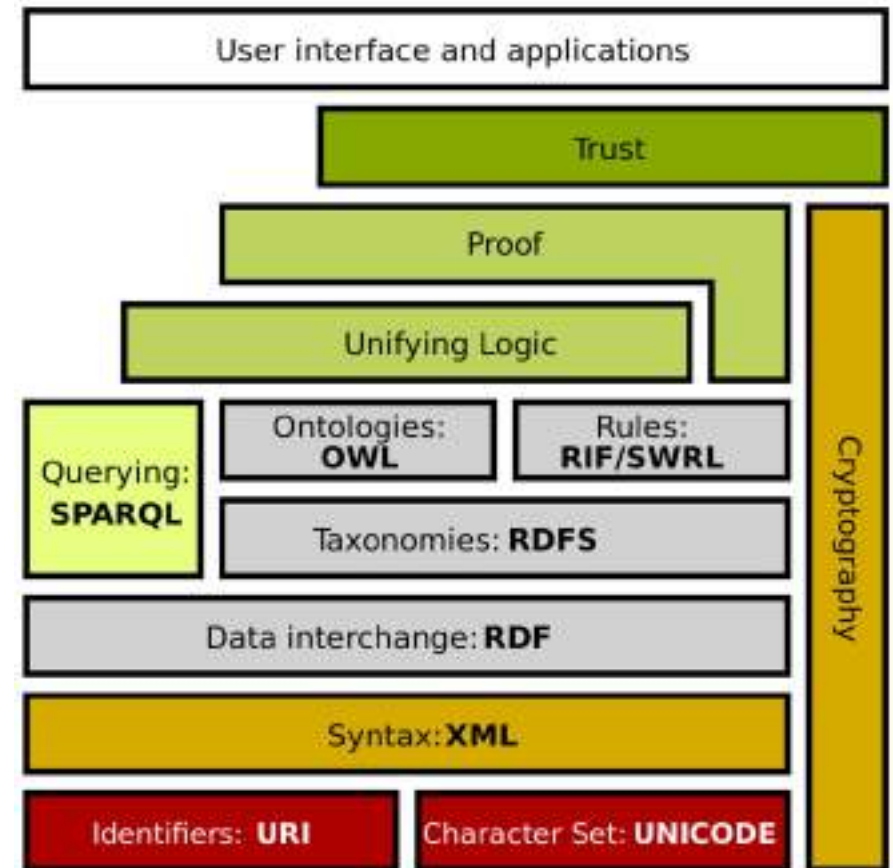 User interface and applications
Trust
Proof
Unifying Logic
Querying:
SPARQL
Ontologies:
OWL
Rules:
RIF/SWRL
Taxonomies: RDFS
Cryptography
Data interchange: RDF
Syntax: XML
Identifiers: URI
Character Set: UNICODE